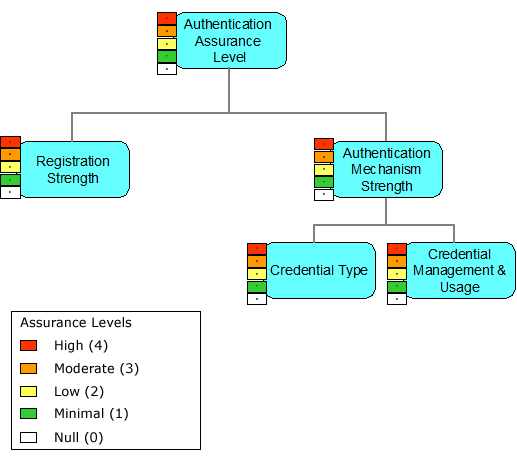 Authentication
Assurance
Level
Registration
Strength
Authentication
Mechanism
Strength
Credential Type
Credential
Management &
Usage
Assurance Levels
High (4)
Moderate (3)
Low (2)
Minimal (1)
Null (0)